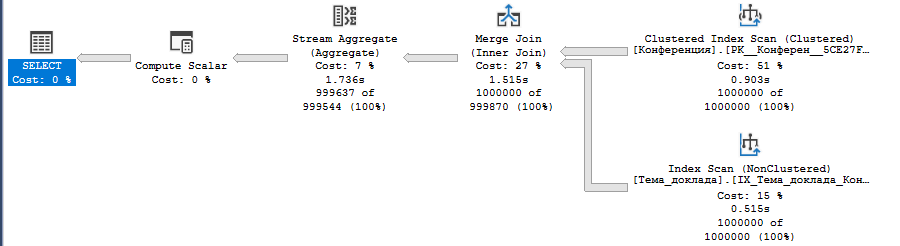 SELECT
Cost: 0 %
Compute Scalar
Cost: 0 %
Stream Aggregate
(Aggregate)
Cost: 7 %
1.736s
999637 of
999544 (100%)
Merge Join
(Inner Join)
Cost: 27 %
1.515s
1000000 of
999870 (100%)
Clustered Index Scan (Clustered)
[Конференция].[PK__Конферен__5CE27F…
Cost: 51 %
0.903s
1000000 of
1000000 (100%)
Index Scan (NonClustered)
[Тема_доклада].[IX_Тема_доклада_Кон…
Cost: 15 %
0.515s
1000000 of
1000000 (100%)